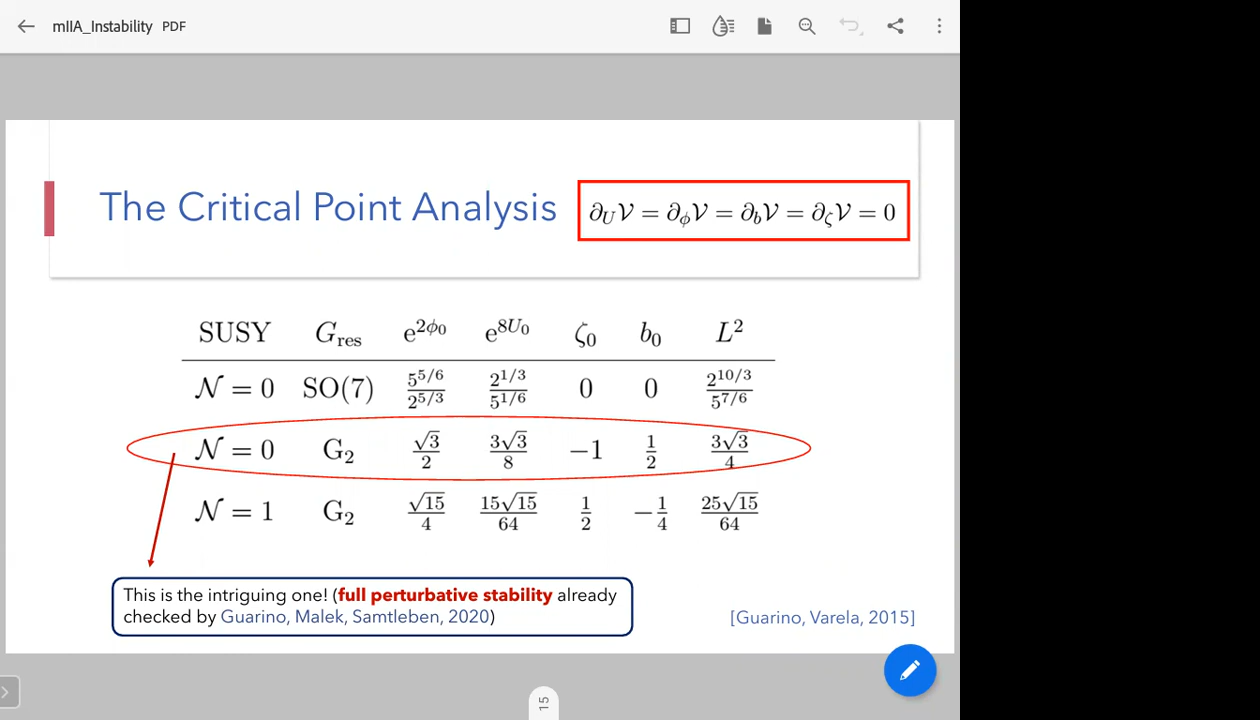 mIIA_Instability PDF
The Critical Point Analysis
∂_U 𝒱 = ∂_ϕ 𝒱 = ∂_b 𝒱 = ∂_ζ 𝒱 = 0
SUSY G_res e^{2ϕ_0} e^{8U_0} ζ_0 b_0 L^2
𝒩 = 0 SO(7) 5^{5/6}/2^{5/3} 2^{1/3}/5^{1/6} 0 0 2^{10/3}/5^{7/6}
𝒩 = 0 G_2 √3/2 3√3/8 −1 1/2 3√3/4
𝒩 = 1 G_2 √15/4 15√15/64 1/2 −1/4 25√15/64
This is the intriguing one! (full perturbative stability already
checked by Guarino, Malek, Samtleben, 2020)
[Guarino, Varela, 2015]
15